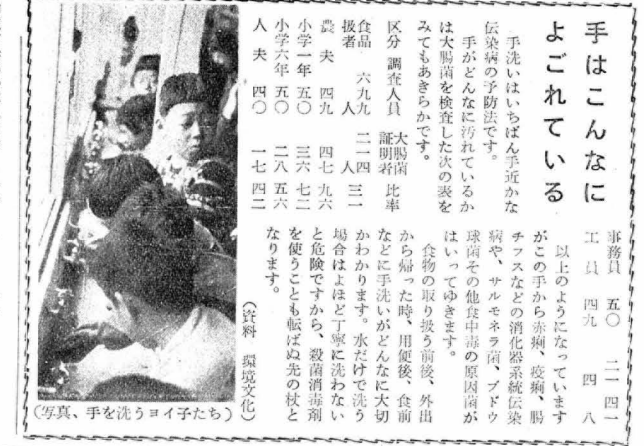 手はこんなに
よごれている
手洗いはいちばん手近かな
伝染病の予防法です。
手がどんなに汚れているか
は大腸菌を検査した次の表を
みてもあきらかです。
区分 調査人員 大腸菌証明者 比率
食品扱者 六九九人 二一四人 三一
農夫 四九 四七 九六
小学一年 五〇 三六 七二
小学六年 五〇 二八 五六
人夫 四〇 一七 四二
事務員 五〇 二一 四一
工員 四九 四 八
以上のようになっています
がこの手から赤痢、疫痢、腸
チフスなどの消化器系統伝染
病や、サルモネラ菌、ブドウ
球菌その他食中毒の原因菌が
はいってゆきます。
食物の取り扱う前後、外出
から帰った時、用便後、食前
などに手洗いがどんなに大切
かわかります。水だけで洗う
場合はよほど丁寧に洗わない
と危険ですから、殺菌消毒剤
を使うことも転ばぬ先の杖と
なります。
（資料 環境文化）
（写真、手を洗うヨイ子たち）